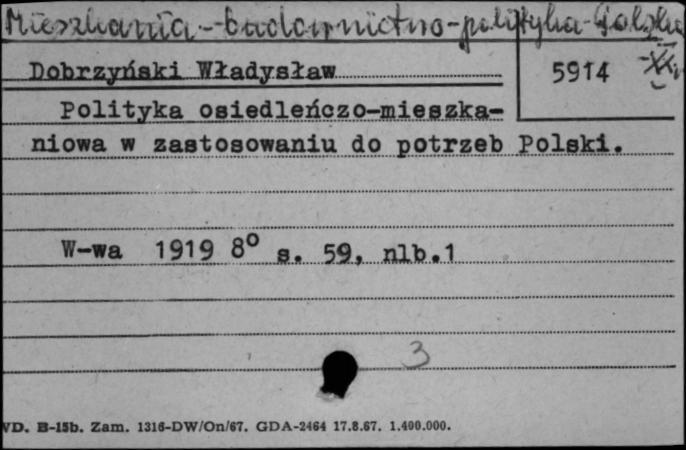 Mieszkania--budownictwo-polityka-Polska
Dobrzyński Władysław
5914
Polityka osiedleńczo-mieszka-
niowa w zastosowaniu do potrzeb Polski.
W-wa 1919 8° s. 59, nlb.1
3
VD. B-15b. Zam. 1316-DW/On/67. GDA-2464 17.8.67. 1.400.000.